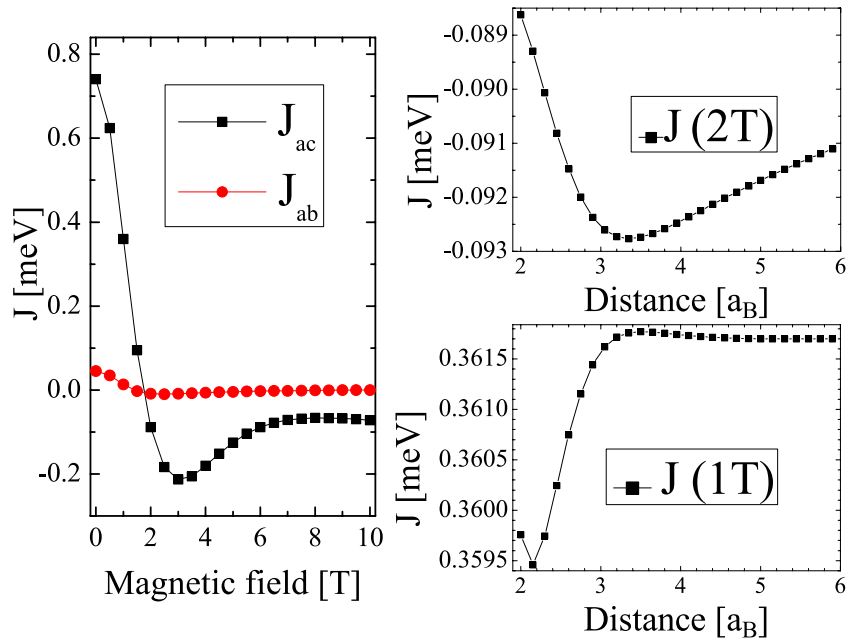 0.8
0.6
0.4
0.2
0.0
-0.2
J [meV]
J_ac
J_ab
0 2 4 6 8 10
Magnetic field [T]
-0.089
-0.090
-0.091
-0.092
-0.093
J [meV]
J (2T)
2 3 4 5 6
Distance [a_B]
0.3615
0.3610
0.3605
0.3600
0.3595
J [meV]
J (1T)
2 3 4 5 6
Distance [a_B]